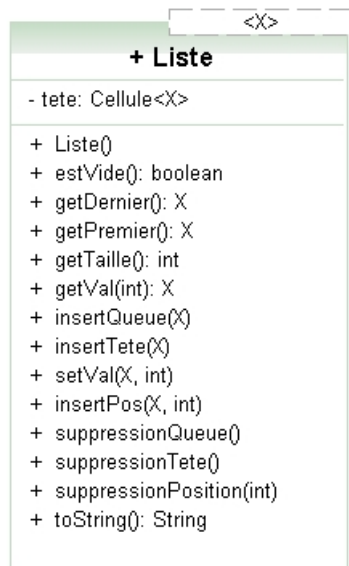 <X>
+ Liste
- tete: Cellule<X>
+ Liste()
+ estVide(): boolean
+ getDernier(): X
+ getPremier(): X
+ getTaille(): int
+ getVal(int): X
+ insertQueue(X)
+ insertTete(X)
+ setVal(X, int)
+ insertPos(X, int)
+ suppressionQueue()
+ suppressionTete()
+ suppressionPosition(int)
+ toString(): String